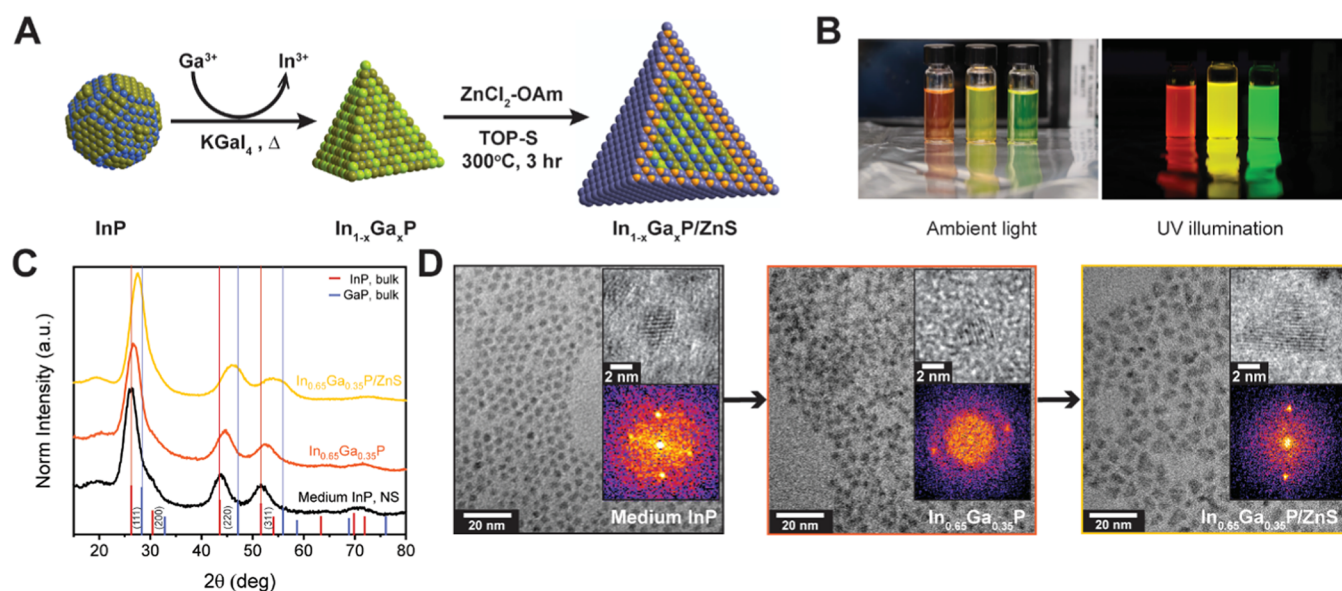 A
Ga³⁺
In³⁺
KGaI₄ , Δ
ZnCl₂-OAm
TOP-S
300°C, 3 hr
InP
In₁₋ₓGaₓP
In₁₋ₓGaₓP/ZnS
B
Ambient light
UV illumination
C
Norm Intensity (a.u.)
InP, bulk
GaP, bulk
In₀.₆₅Ga₀.₃₅P/ZnS
In₀.₆₅Ga₀.₃₅P
Medium InP, NS
(111)
(200)
(220)
(311)
20 30 40 50 60 70 80
2θ (deg)
D
2 nm
20 nm
Medium InP
2 nm
20 nm
In₀.₆₅Ga₀.₃₅P
2 nm
20 nm
In₀.₆₅Ga₀.₃₅P/ZnS